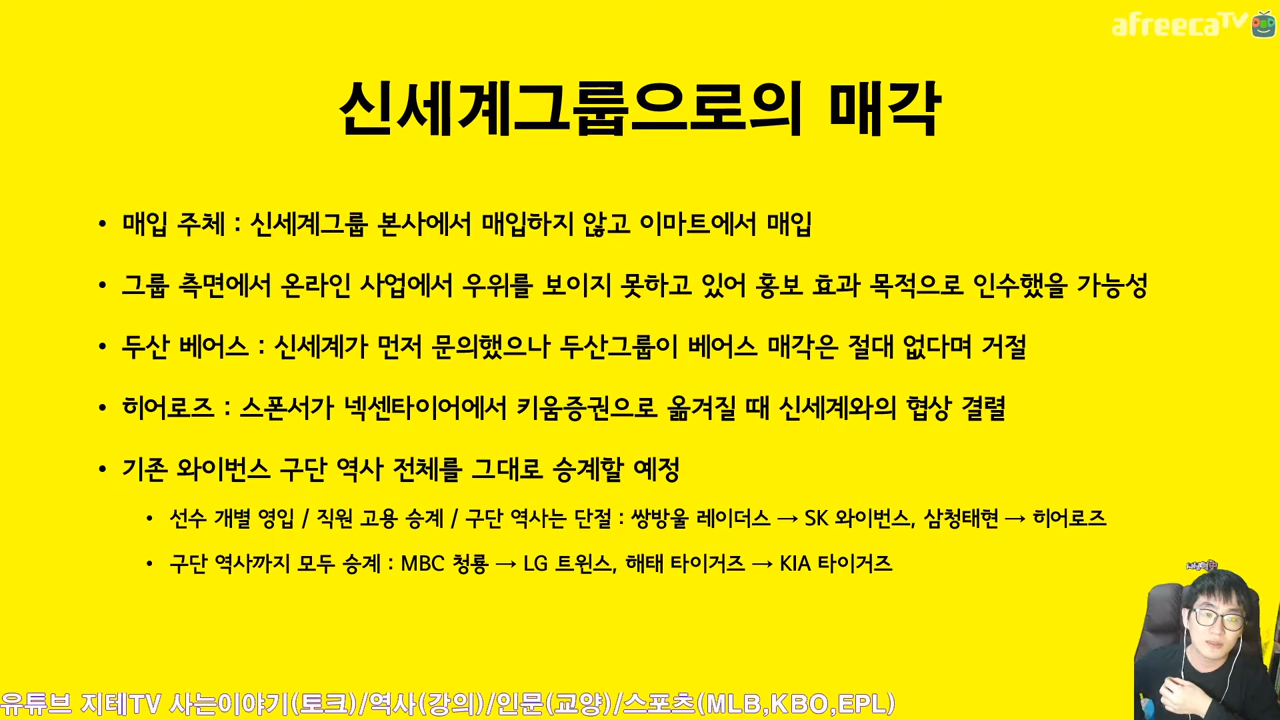 afreecaTV
신세계그룹으로의 매각
• 매입 주체 : 신세계그룹 본사에서 매입하지 않고 이마트에서 매입
• 그룹 측면에서 온라인 사업에서 우위를 보이지 못하고 있어 홍보 효과 목적으로 인수했을 가능성
• 두산 베어스 : 신세계가 먼저 문의했으나 두산그룹이 베어스 매각은 절대 없다며 거절
• 히어로즈 : 스폰서가 넥센타이어에서 키움증권으로 옮겨질 때 신세계와의 협상 결렬
• 기존 와이번스 구단 역사 전체를 그대로 승계할 예정
• 선수 개별 영입 / 직원 고용 승계 / 구단 역사는 단절 : 쌍방울 레이더스 → SK 와이번스, 삼청태현 → 히어로즈
• 구단 역사까지 모두 승계 : MBC 청룡 → LG 트윈스, 해태 타이거즈 → KIA 타이거즈
유튜브 지테TV 사는이야기(토크)/역사(강의)/인문(교양)/스포츠(MLB,KBO,EPL)